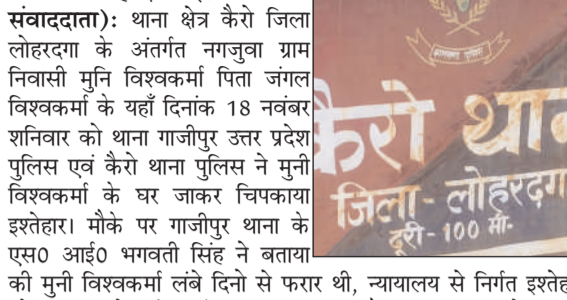 संवाददाता): थाना क्षेत्र कैरो जिला
लोहरदगा के अंतर्गत नगजुवा ग्राम
निवासी मुनि विश्वकर्मा पिता जंगल
विश्वकर्मा के यहाँ दिनांक 18 नवंबर
शनिवार को थाना गाजीपुर उत्तर प्रदेश
पुलिस एवं कैरो थाना पुलिस ने मुनी
विश्वकर्मा के घर जाकर चिपकाया
इश्तेहार। मौके पर गाजीपुर थाना के
एस0 आई0 भगवती सिंह ने बताया
की मुनी विश्वकर्मा लंबे दिनो से फरार थी, न्यायालय से निर्गत
कैरो
जिला - लोहरदगा
दूरी - 100 मी-